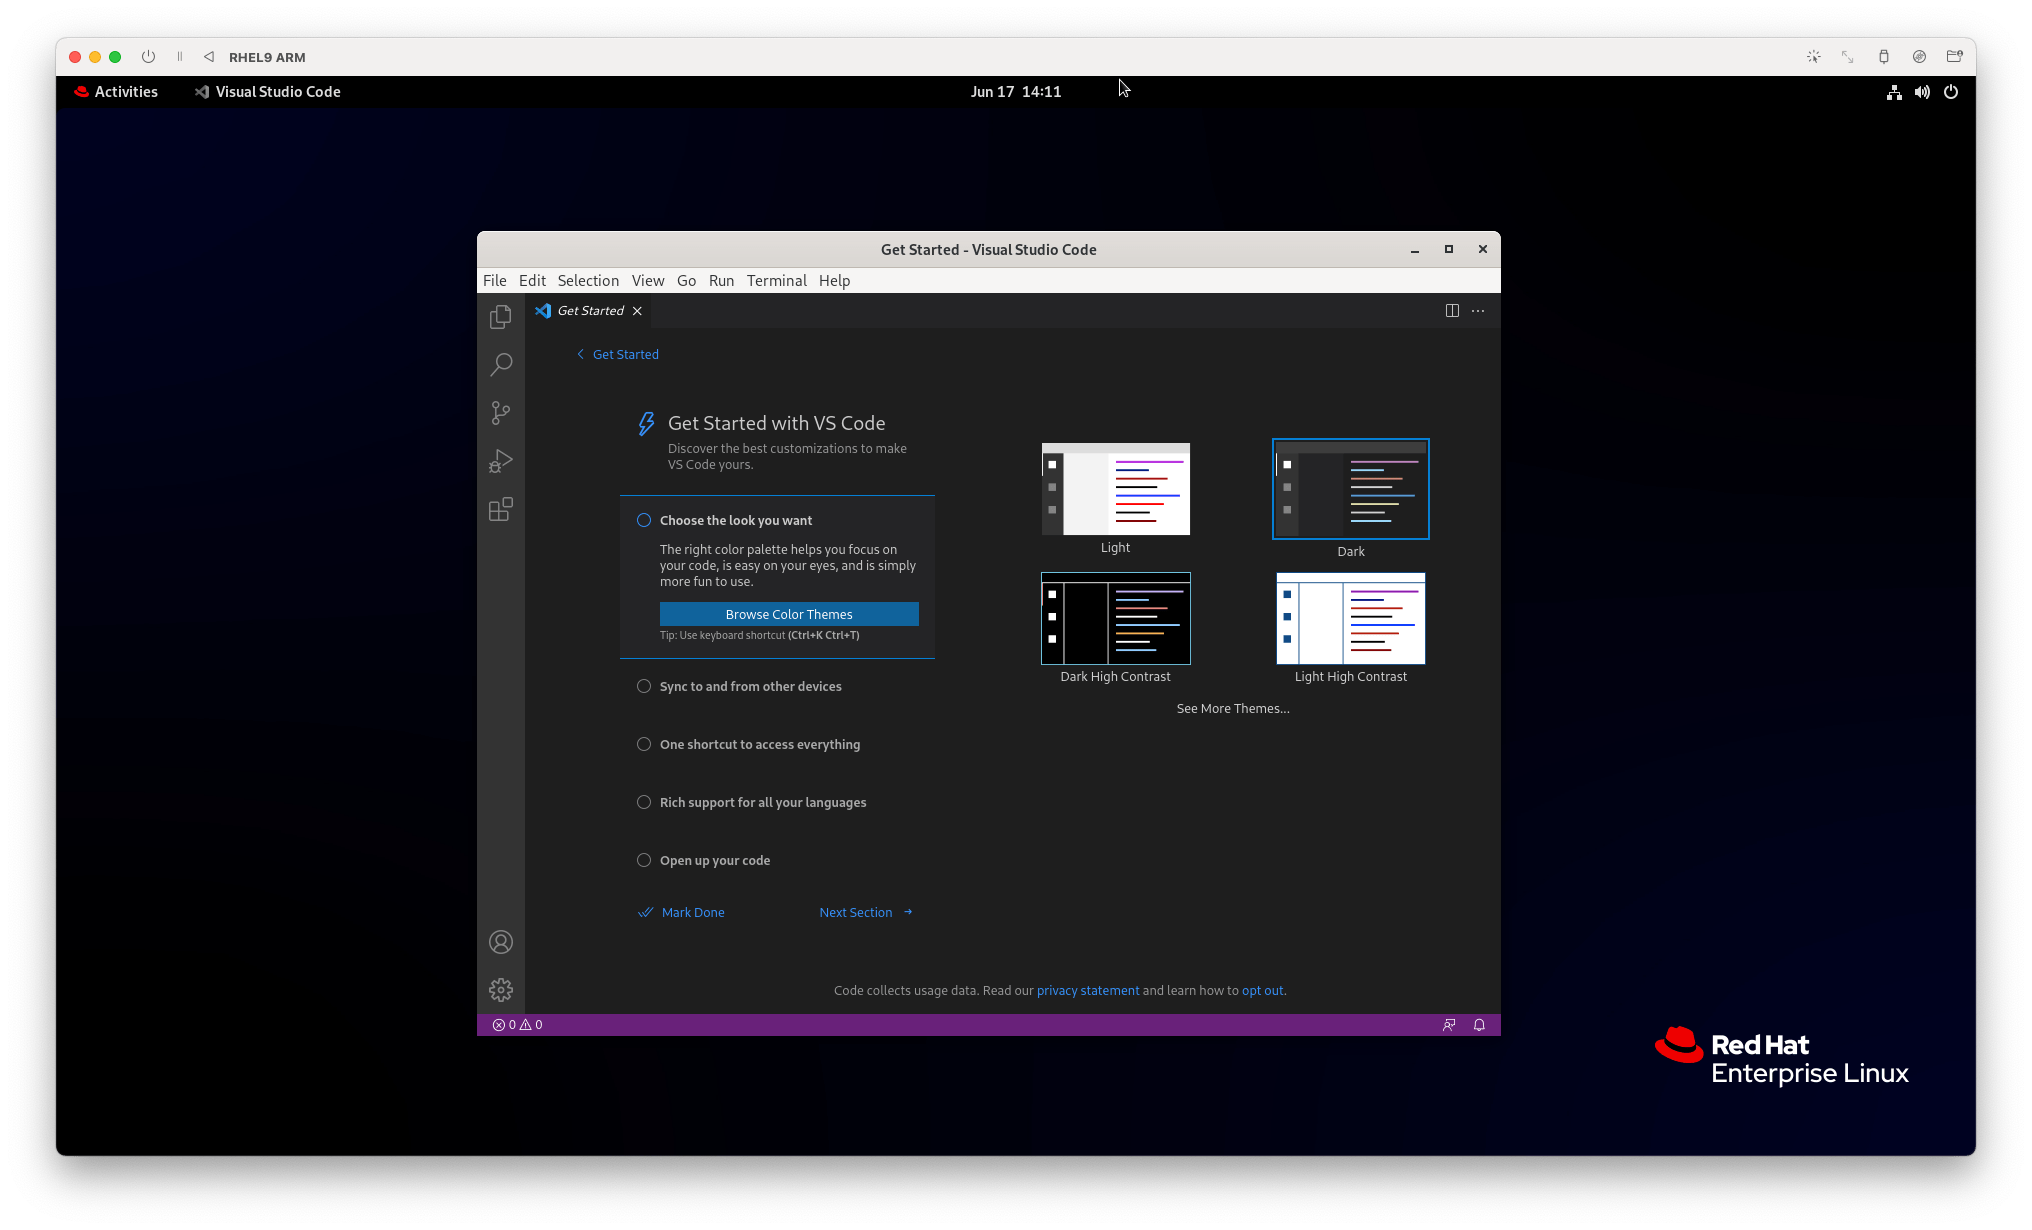 RHEL9 ARM
Activities
Visual Studio Code
Jun 17 14:11
Get Started - Visual Studio Code
File Edit Selection View Go Run Terminal Help
Get Started
Get Started
Get Started with VS Code
Discover the best customizations to make
VS Code yours.
Choose the look you want
The right color palette helps you focus on
your code, is easy on your eyes, and is simply
more fun to use.
Browse Color Themes
Tip: Use keyboard shortcut (Ctrl+K Ctrl+T)
Sync to and from other devices
One shortcut to access everything
Rich support for all your languages
Open up your code
Mark Done
Next Section
Light
Dark
Dark High Contrast
Light High Contrast
See More Themes...
Code collects usage data. Read our privacy statement and learn how to opt out.
0 0
Red Hat
Enterprise Linux